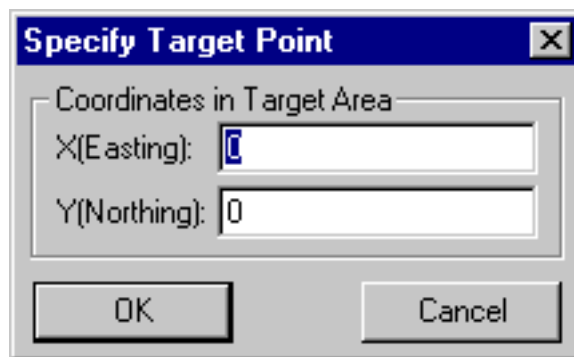 Specify Target Point
Coordinates in Target Area
X(Easting): 0
Y(Northing): 0
OK Cancel